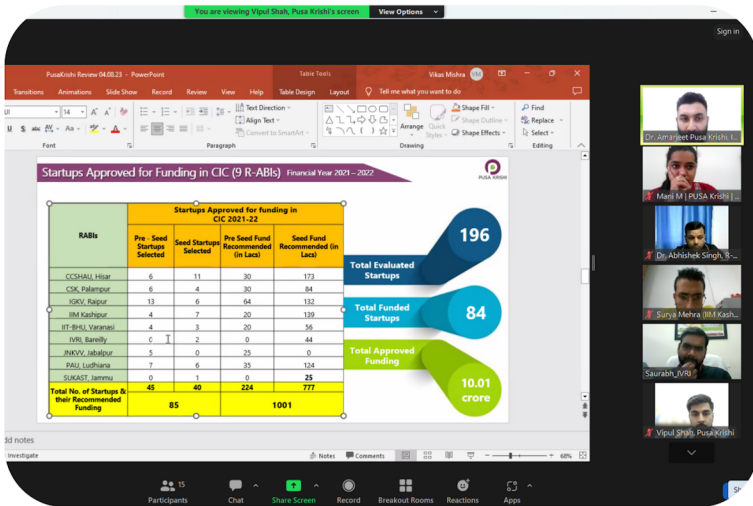 You are viewing Vipul Shah, Pusa Krishi's screen View Options
Sign in
PusaKrishi Review 04.08.23 - PowerPoint Table Tools Vikas Mishra VM
Transitions Animations Slide Show Record Review View Help Table Design Layout Tell me what you want to do
14 A A Aa Text Direction Align Text Convert to SmartArt Arrange Quick Styles Shape Fill Shape Outline Shape Effects Find Replace Select
U S abc AV Aa A
Font Paragraph Drawing Editing
Startups Approved for Funding in CIC (9 R-ABIs) Financial Year 2021 – 2022
PUSA KRISHI
RABIs
Startups Approved for funding in
CIC 2021-22
Pre - Seed Startups Selected
Seed Startups Selected
Pre Seed Fund Recommended (in Lacs)
Seed Fund Recommended (in Lacs)
CCSHAU, Hisar 6 11 30 173
CSK, Palampur 6 4 30 84
IGKV, Raipur 13 6 64 132
IIM Kashipur 4 7 20 139
IIT-BHU, Varanasi 4 3 20 56
IVRI, Bareilly 0 2 0 44
JNKVV, Jabalpur 5 0 25 0
PAU, Ludhiana 7 6 35 124
SUKAST, Jammu 0 1 0 25
Total No. of Startups & their Recommended Funding
45 40 224 777
85 1001
196
Total Evaluated
Startups
84
Total Funded
Startups
Total Approved
Funding
10.01
crore
Dr. Amarjeet Pusa Krishi, I...
Mani M | PUSA Krishi |...
Dr. Abhishek Singh, R-...
Surya Mehra (IIM Kash...
Saurabh_IVRI
Vipul Shah, Pusa Krishi
dd notes
Investigate Notes Comments 68%
15
Participants Chat Share Screen Record Breakout Rooms Reactions Apps